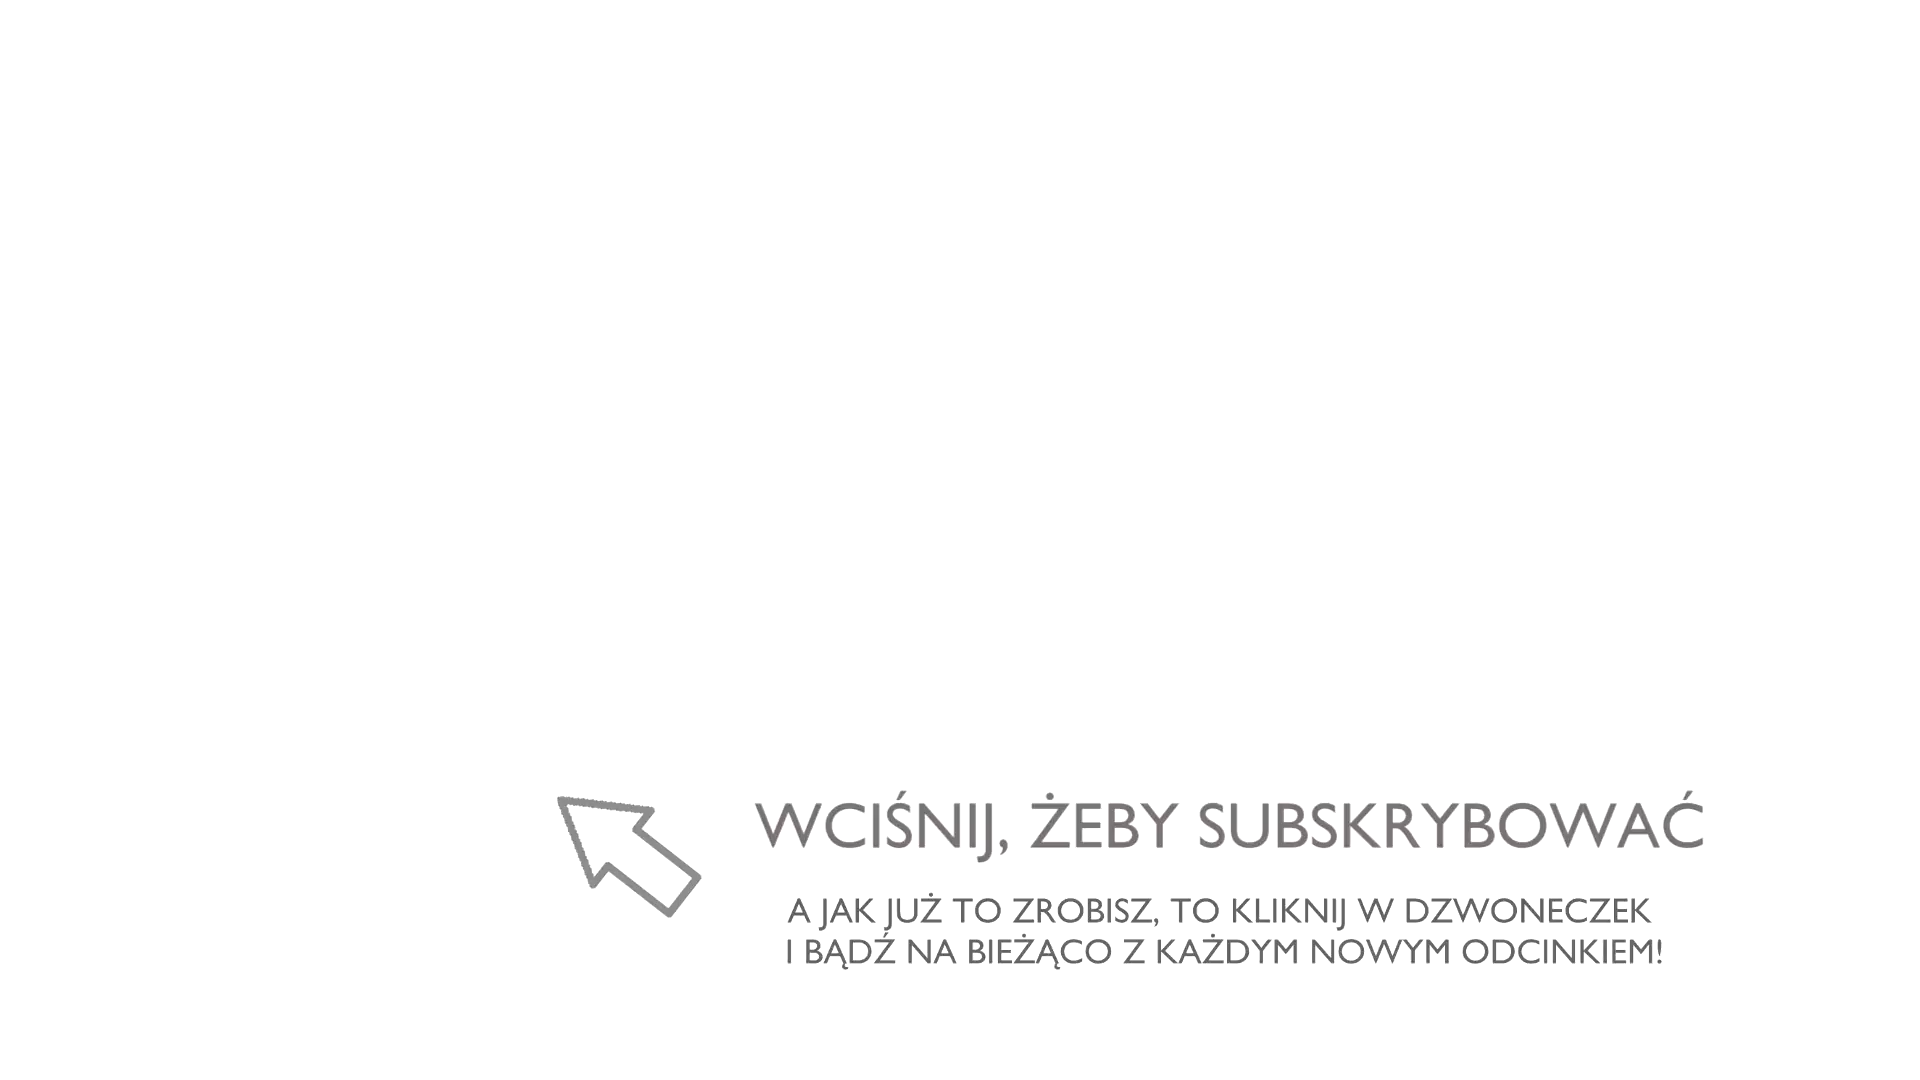 WCIŚNIJ, ŻEBY SUBSKRYBOWAĆ
A JAK JUŻ TO ZROBISZ, TO KLIKNIJ W DZWONECZEK
I BĄDŹ NA BIEŻĄCO Z KAŻDYM NOWYM ODCINKIEM!